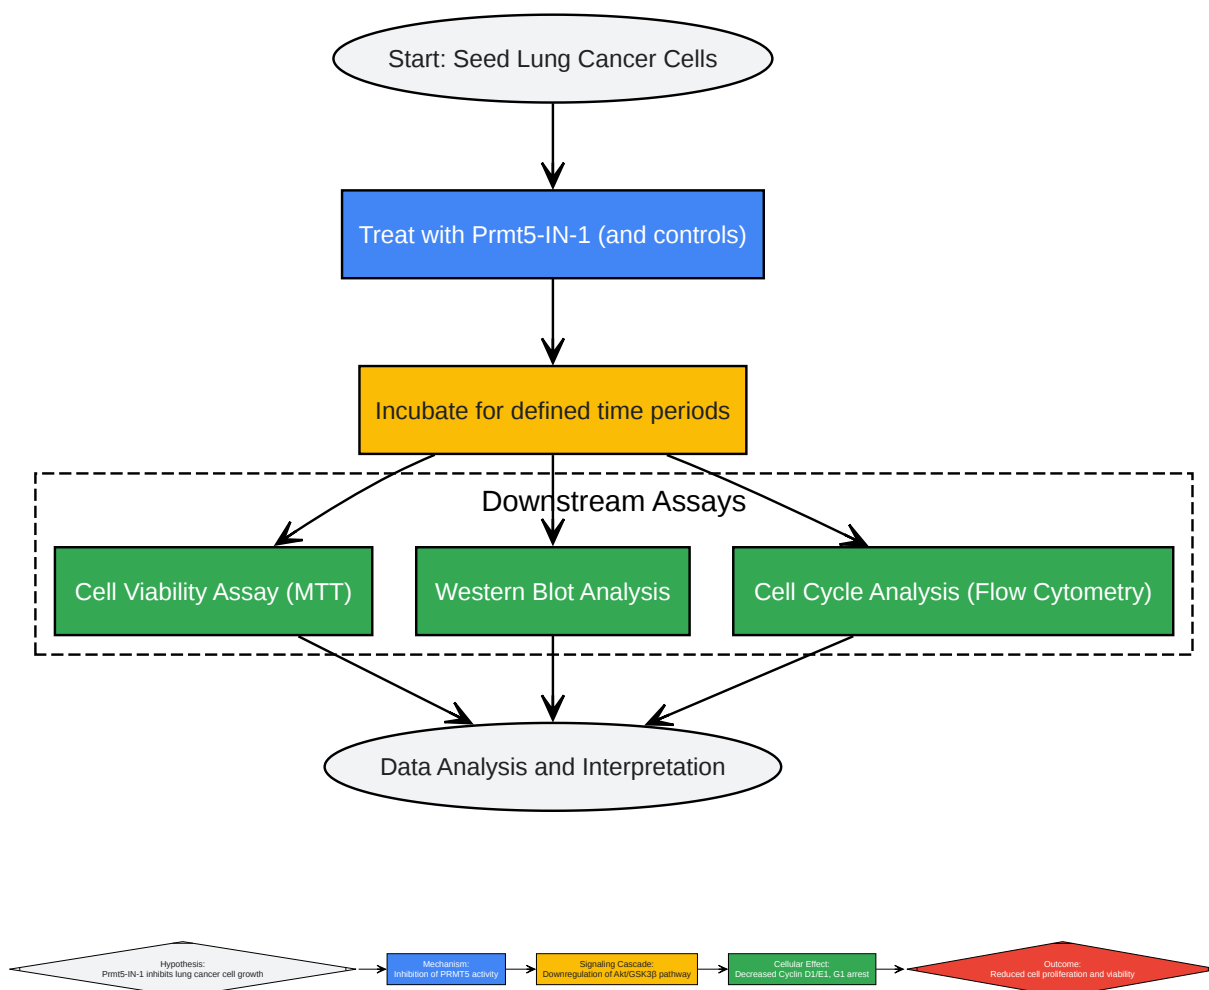 Start: Seed Lung Cancer Cells
Treat with Prmt5-IN-1 (and controls)
Incubate for defined time periods
Downstream Assays
Cell Viability Assay (MTT)
Western Blot Analysis
Cell Cycle Analysis (Flow Cytometry)
Data Analysis and Interpretation
Hypothesis:
Prmt5-IN-1 inhibits lung cancer cell growth
Mechanism:
Inhibition of PRMT5 activity
Signaling Cascade:
Downregulation of Akt/GSK3β pathway
Cellular Effect:
Decreased Cyclin D1/E1, G1 arrest
Outcome:
Reduced cell proliferation and viability